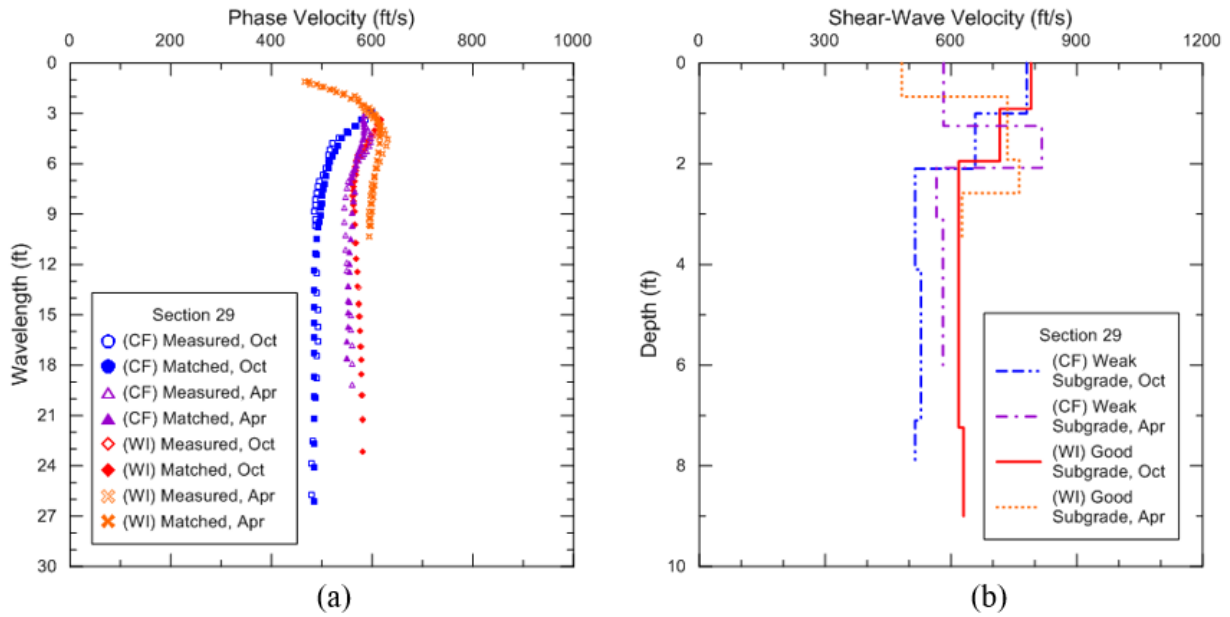 Phase Velocity (ft/s)
0 200 400 600 800 1000
Wavelength (ft)
0
3
6
9
12
15
18
21
24
27
30
Section 29
(CF) Measured, Oct
(CF) Matched, Oct
(CF) Measured, Apr
(CF) Matched, Apr
(WI) Measured, Oct
(WI) Matched, Oct
(WI) Measured, Apr
(WI) Matched, Apr
(a)
Shear-Wave Velocity (ft/s)
0 300 600 900 1200
Depth (ft)
0
2
4
6
8
10
Section 29
(CF) Weak
Subgrade, Oct
(CF) Weak
Subgrade, Apr
(WI) Good
Subgrade, Oct
(WI) Good
Subgrade, Apr
(b)